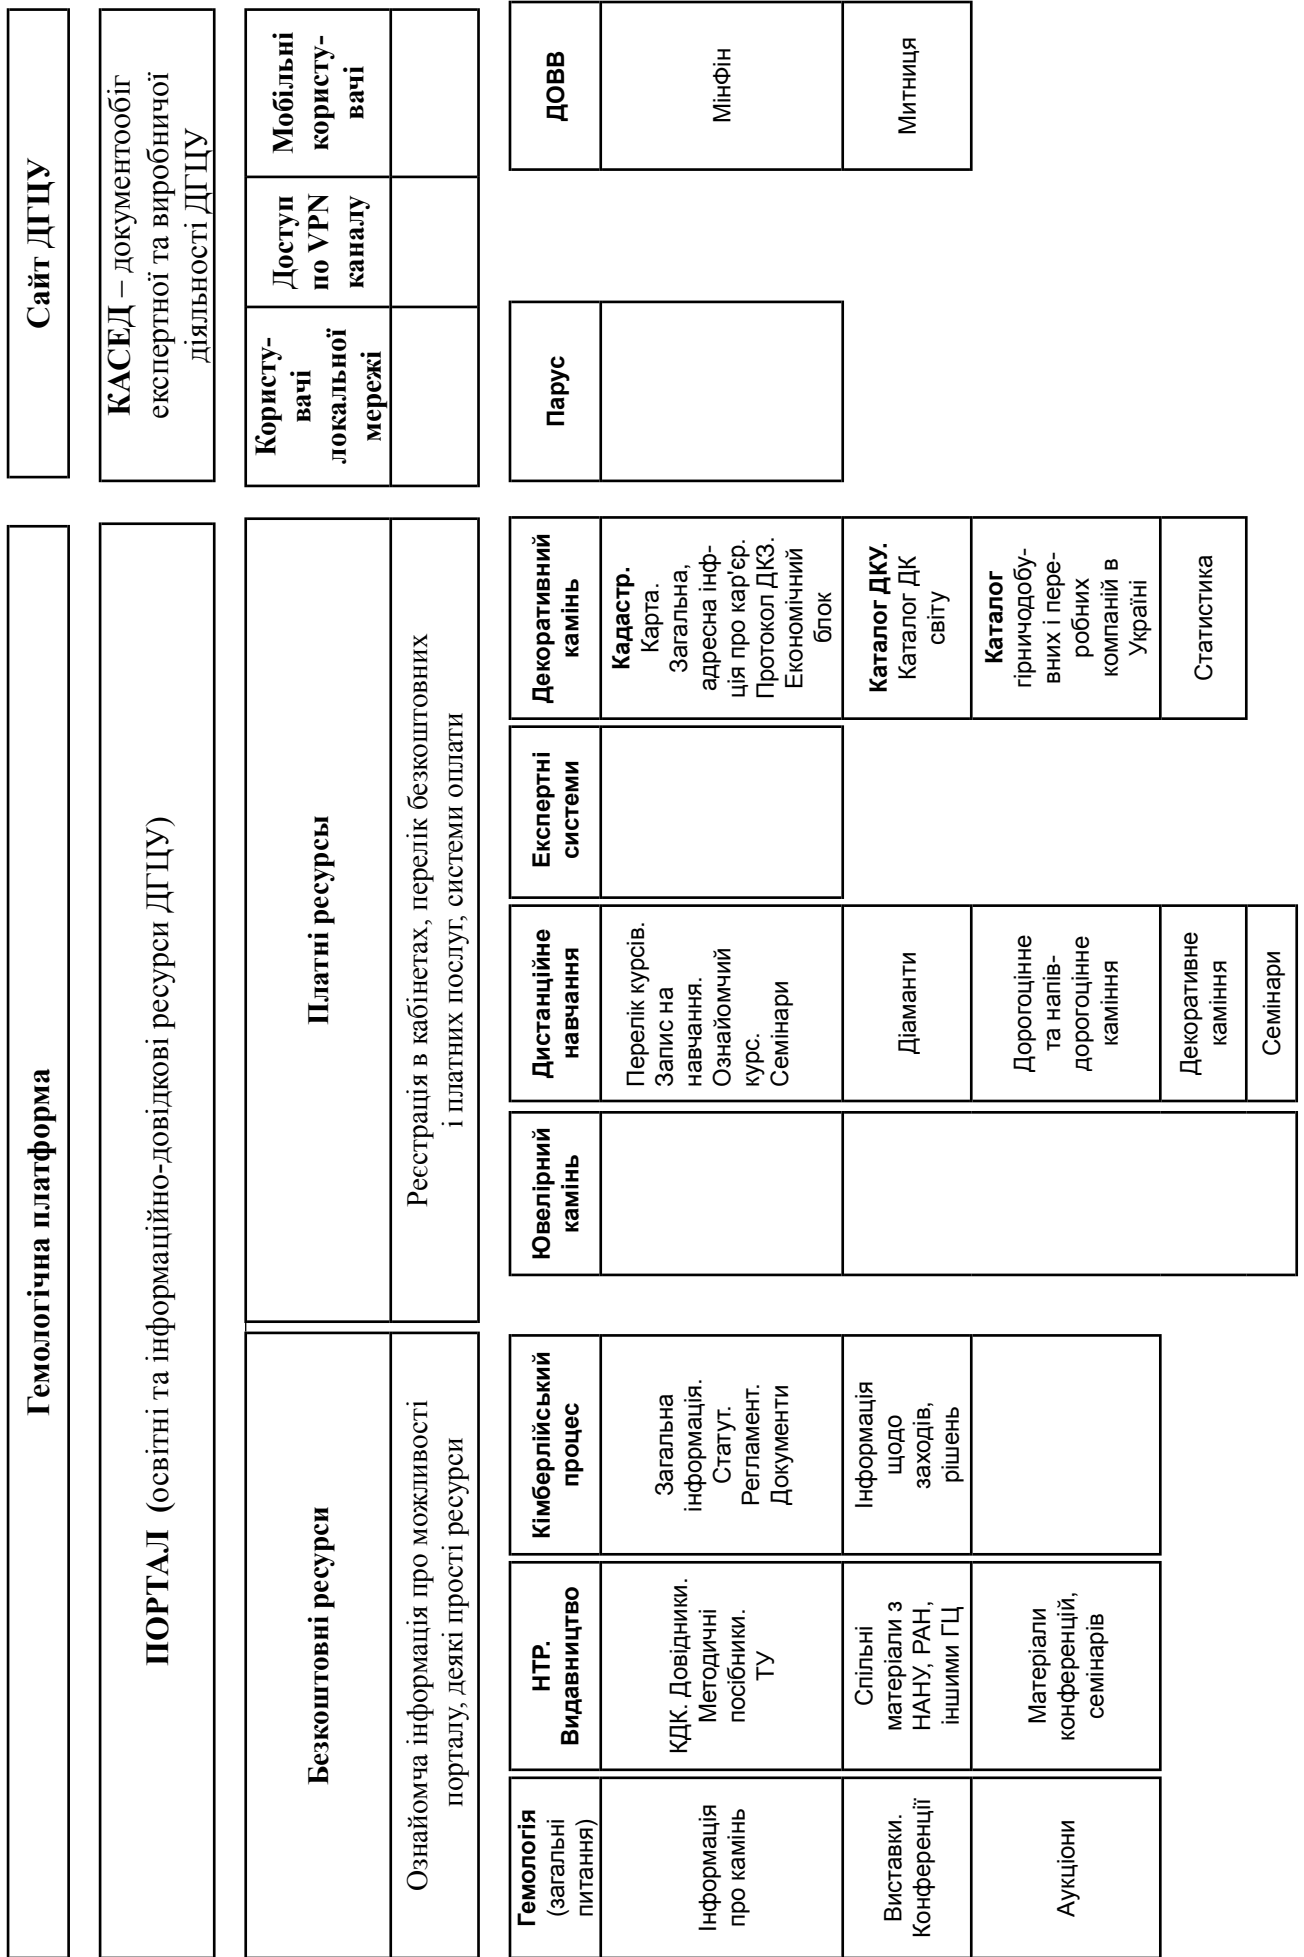 Гемологічна платформа
Сайт ДГЦУ
ПОРТАЛ (освітні та інформаційно-довідкові ресурси ДГЦУ)
КАСЕД – документообіг
експертної та виробничої
діяльності ДГЦУ
Безкоштовні ресурси
Ознайомча інформація про можливості
порталу, деякі прості ресурси
Платні ресурсы
Реєстрація в кабінетах, перелік безкоштовних
і платних послуг, системи оплати
Користу-
вачі
локальної
мережі
Доступ
по VPN
каналу
Мобільні
користу-
вачі
Гемологія
(загальні
питання)
Інформація
про камінь
Виставки.
Конференції
Аукціони
НТР.
Видавництво
КДК. Довідники.
Методичні
посібники.
ТУ
Спільні
матеріали з
НАНУ, РАН,
іншими ГЦ
Матеріали
конференцій,
семінарів
Кімберлійський
процес
Загальна
інформація.
Статут.
Регламент.
Документи
Інформація
щодо
заходів,
рішень
Ювелірний
камінь
Дистанційне
навчання
Перелік курсів.
Запис на
навчання.
Ознайомчий
курс.
Семінари
Діаманти
Дорогоцінне
та напів-
дорогоцінне
каміння
Декоративне
каміння
Семінари
Експертні
системи
Декоративний
камінь
Кадастр.
Карта.
Загальна,
адресна інф-
ція про кар'єр.
Протокол ДКЗ.
Економічний
блок
Каталог ДКУ.
Каталог ДК
світу
Каталог
гірничодобу-
вних і пере-
робних
компаній в
Україні
Статистика
Парус
ДОВВ
МінФін
Митниця